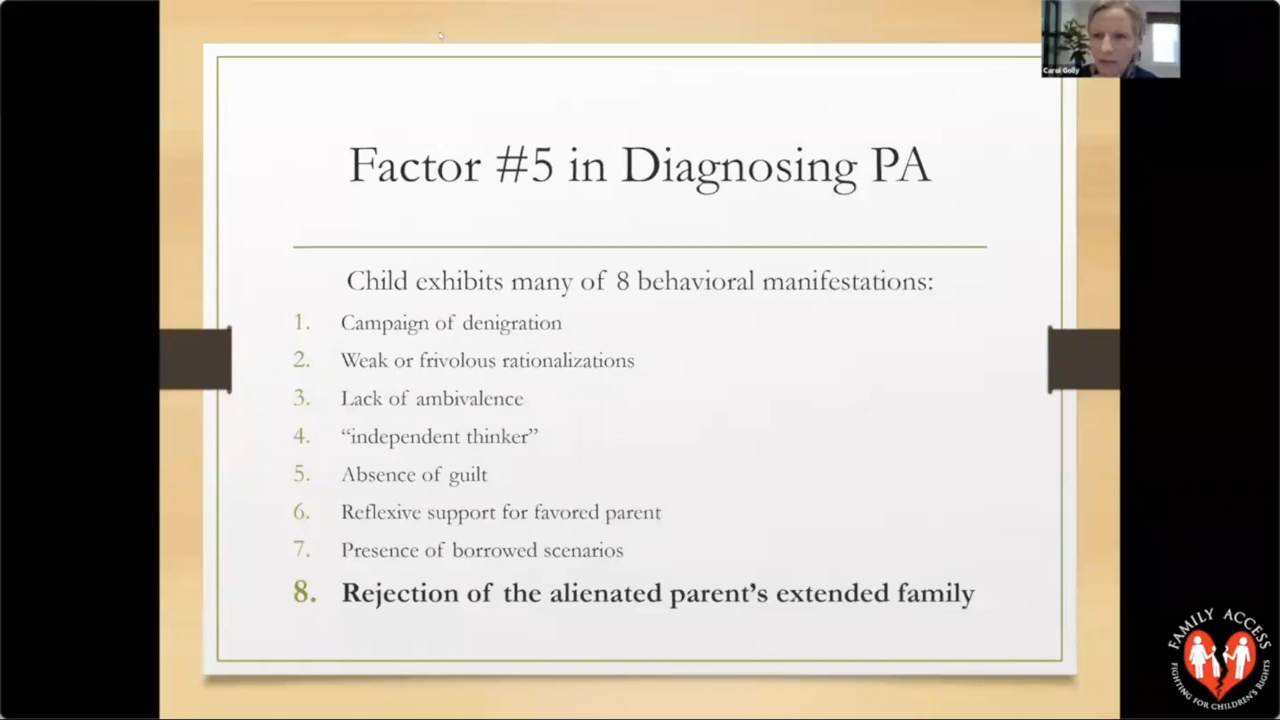 Carol Golly
Factor #5 in Diagnosing PA
Child exhibits many of 8 behavioral manifestations:
1. Campaign of denigration
2. Weak or frivolous rationalizations
3. Lack of ambivalence
4. “independent thinker”
5. Absence of guilt
6. Reflexive support for favored parent
7. Presence of borrowed scenarios
8. Rejection of the alienated parent’s extended family
FAMILY ACCESS
FIGHTING FOR CHILDREN'S RIGHTS